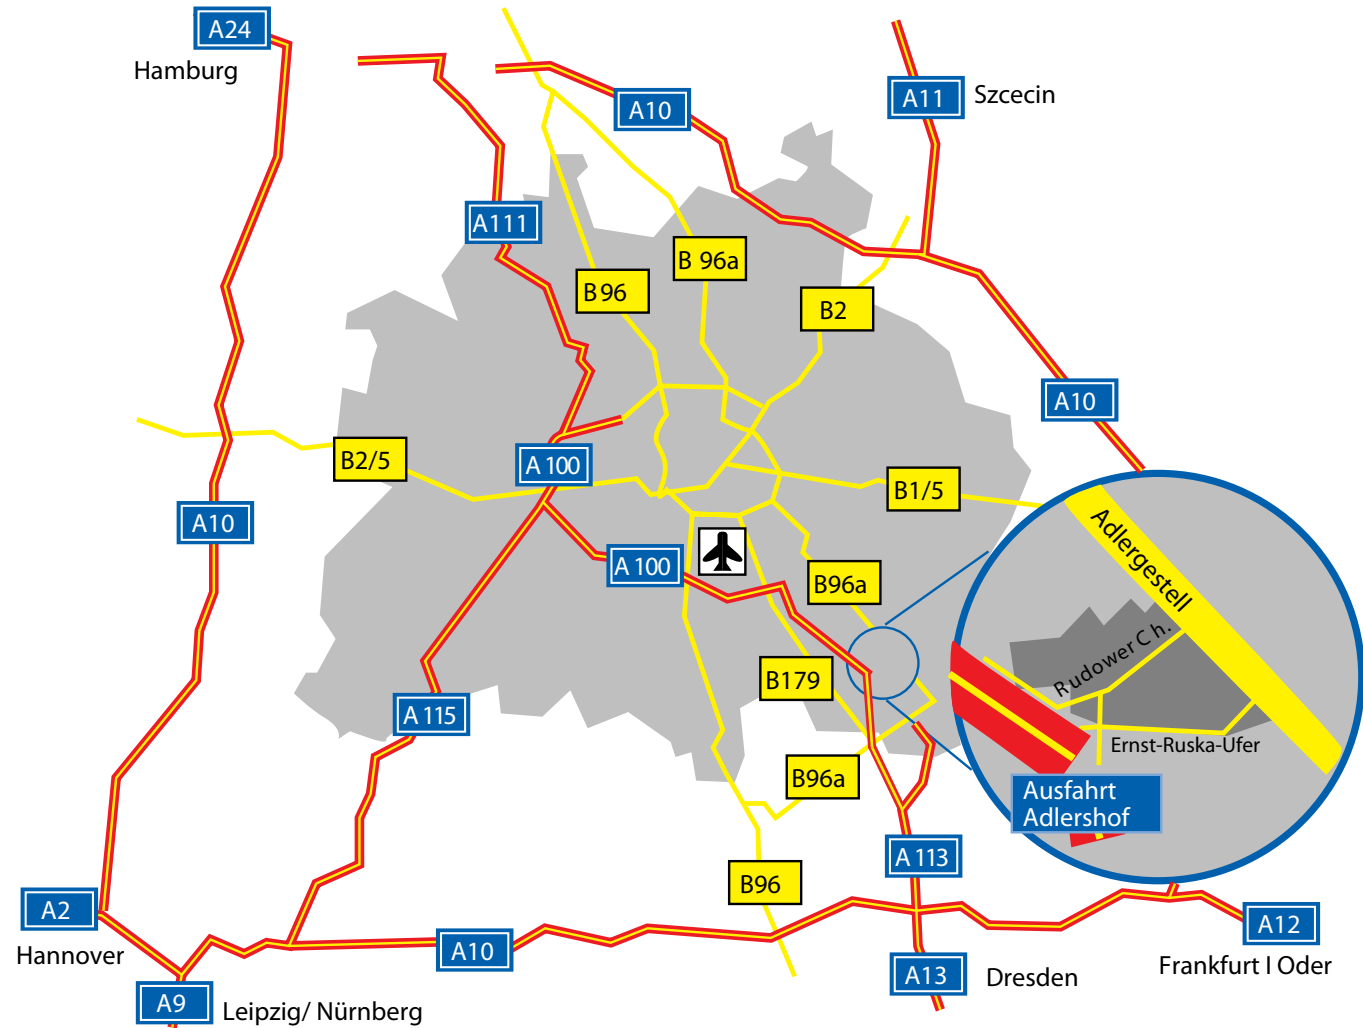 A24
Hamburg
A10
A11
Szcecin
A111
B 96a
B 96
B2
A10
B2/5
A 100
B1/5
A10
Adlergestell
A 100
B96a
Rudower C h.
B179
A 115
Ernst-Ruska-Ufer
B96a
Ausfahrt
Adlershof
A 113
B96
A2
Hannover
A10
A12
Frankfurt I Oder
A13
Dresden
A9
Leipzig/ Nürnberg